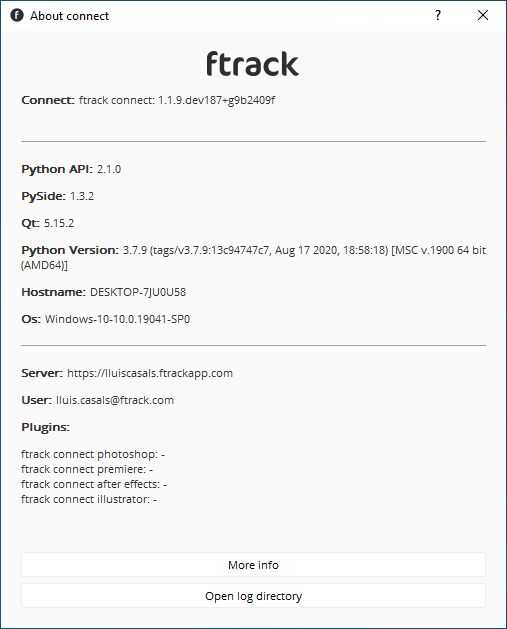 About connect
ftrack
Connect: ftrack connect: 1.1.9.dev187+g9b2409f
Python API: 2.1.0
PySide: 1.3.2
Qt: 5.15.2
Python Version: 3.7.9 (tags/v3.7.9:13c94747c7, Aug 17 2020, 18:58:18) [MSC v.1900 64 bit
(AMD64)]
Hostname: DESKTOP-7JU0U58
Os: Windows-10-10.0.19041-SP0
Server: https://lluiscasals.ftrackapp.com
User: lluis.casals@ftrack.com
Plugins:
ftrack connect photoshop: -
ftrack connect premiere: -
ftrack connect after effects: -
ftrack connect illustrator: -
More info
Open log directory